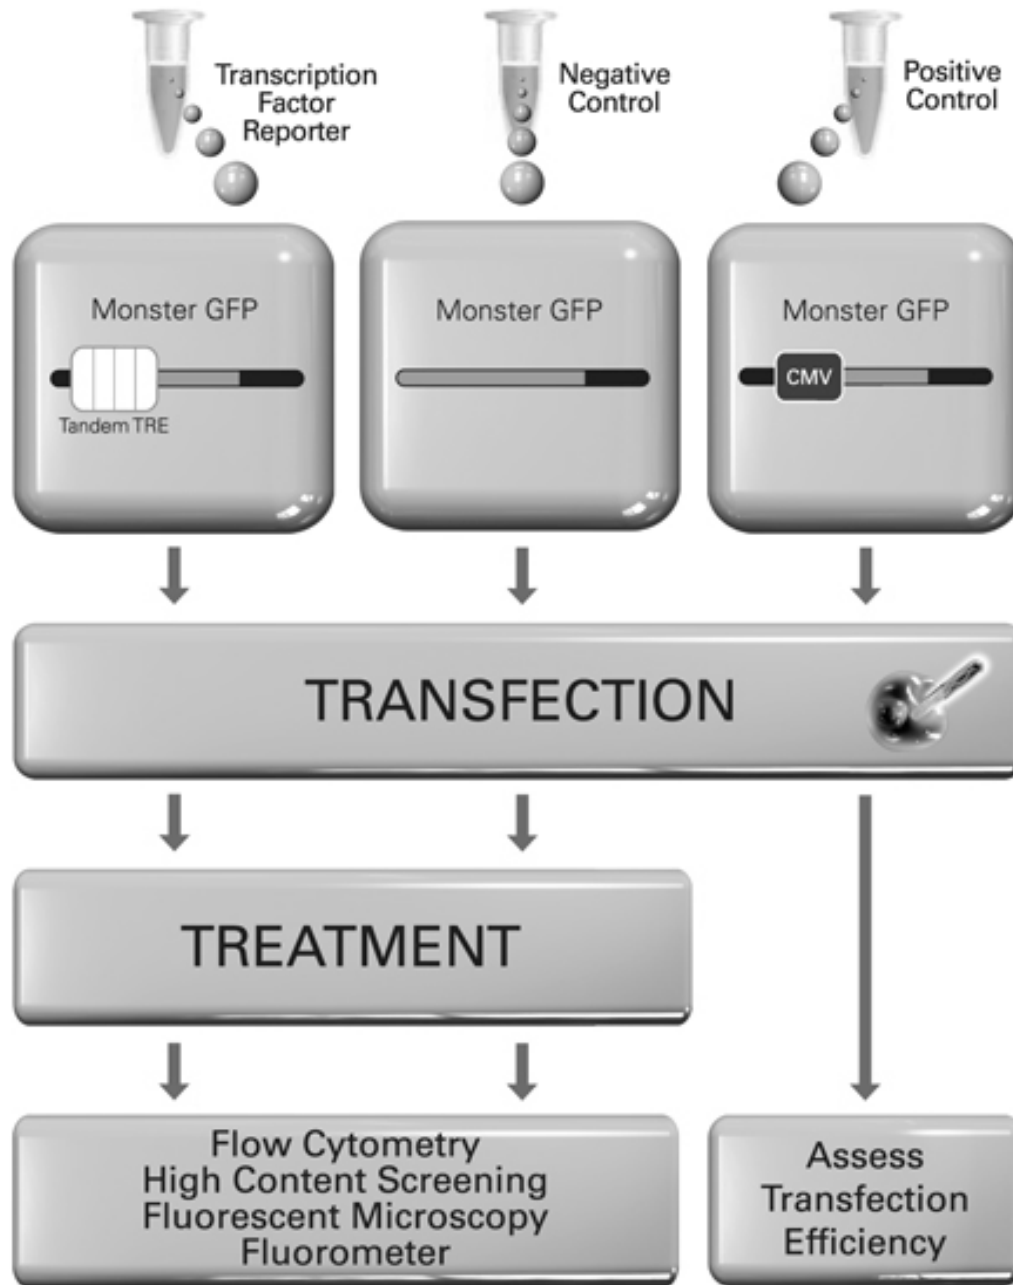 Transcription
Factor
Reporter
Negative
Control
Positive
Control
Monster GFP
Tandem TRE
Monster GFP
Monster GFP
CMV
TRANSFECTION
TREATMENT
Flow Cytometry
High Content Screening
Fluorescent Microscopy
Fluorometer
Assess
Transfection
Efficiency